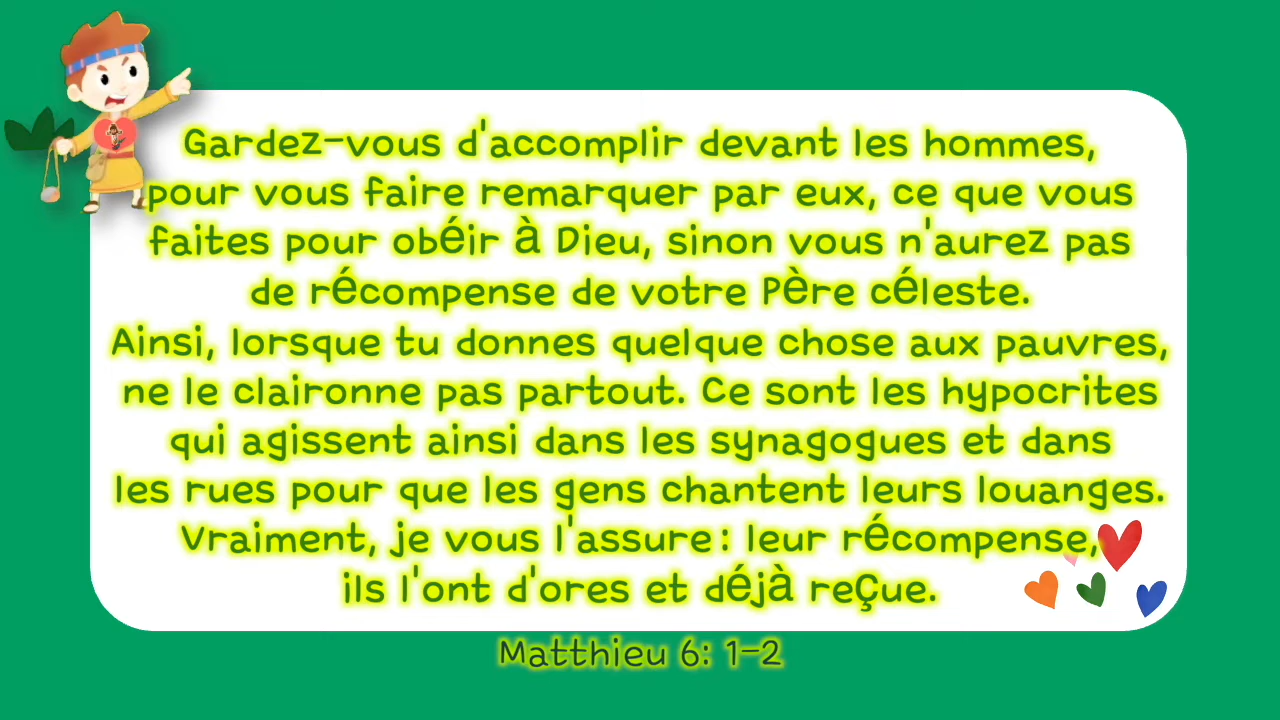 Gardez-vous d'accomplir devant les hommes,
pour vous faire remarquer par eux, ce que vous
faites pour obéir à Dieu, sinon vous n'aurez pas
de récompense de votre Père céleste.
Ainsi, lorsque tu donnes quelque chose aux pauvres,
ne le claironne pas partout. Ce sont les hypocrites
qui agissent ainsi dans les synagogues et dans
les rues pour que les gens chantent leurs louanges.
Vraiment, je vous l'assure : leur récompense,
ils l'ont d'ores et déjà reçue.
Matthieu 6: 1-2